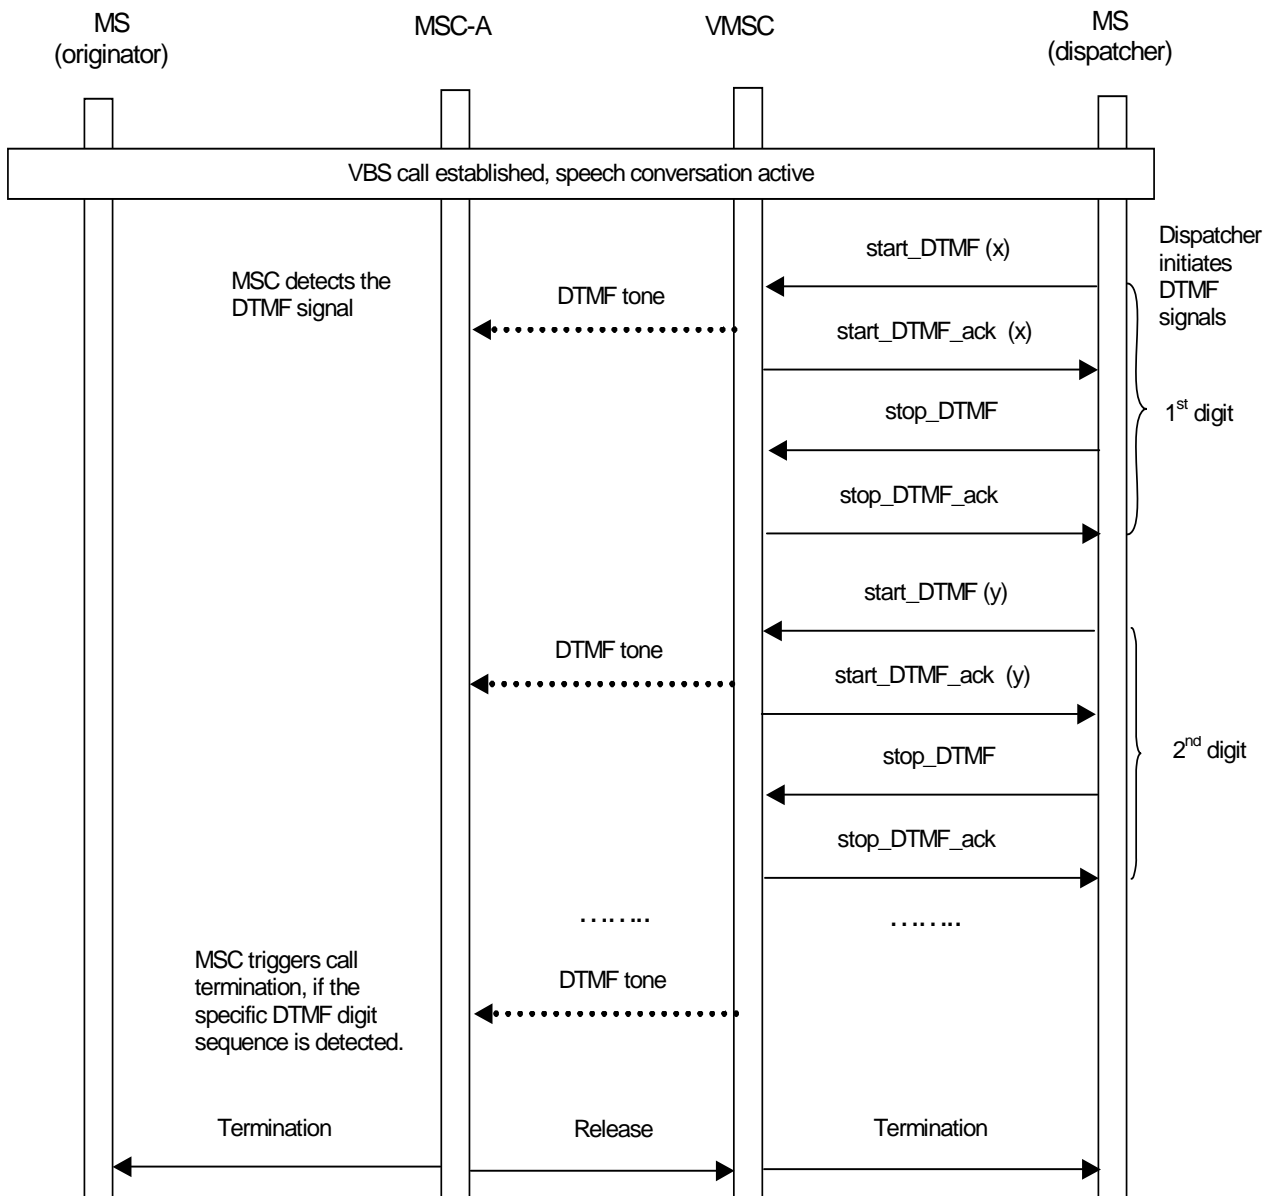 MS
(originator)
MSC-A
VMSC
MS
(dispatcher)
VBS call established, speech conversation active
start_DTMF (x)
Dispatcher
initiates
DTMF
signals
MSC detects the
DTMF signal
DTMF tone
start_DTMF_ack (x)
stop_DTMF
1st digit
stop_DTMF_ack
start_DTMF (y)
DTMF tone
start_DTMF_ack (y)
stop_DTMF
2nd digit
stop_DTMF_ack
........
........
MSC triggers call
termination, if the
specific DTMF digit
sequence is detected.
DTMF tone
Termination
Release
Termination